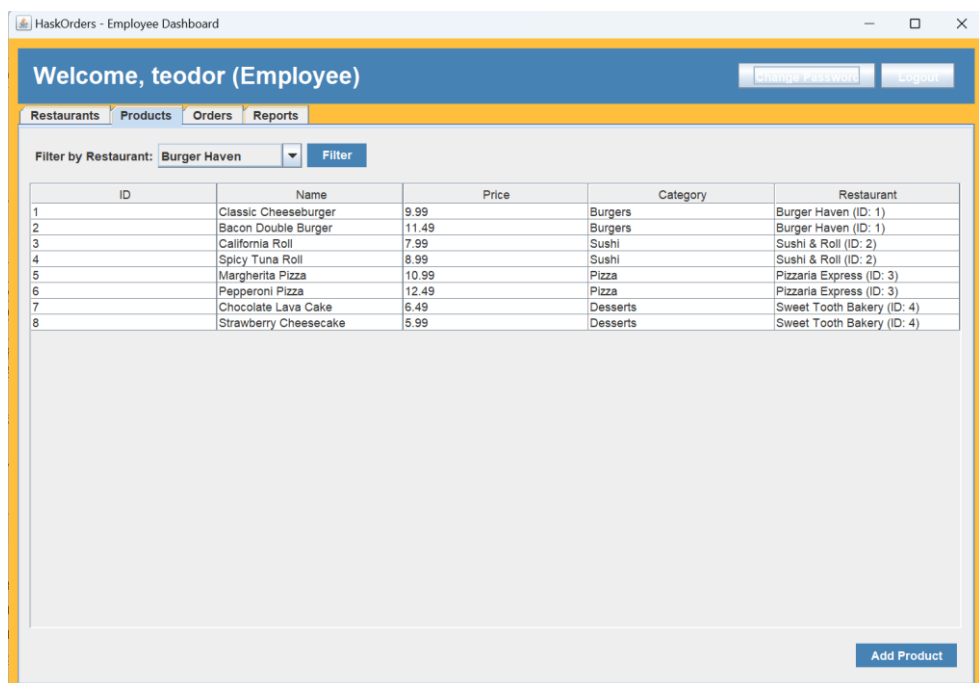 HaskOrders - Employee Dashboard
Welcome, teodor (Employee)
Change Password
Logout
Restaurants Products Orders Reports
Filter by Restaurant: Burger Haven Filter
ID Name Price Category Restaurant
1 Classic Cheeseburger 9.99 Burgers Burger Haven (ID: 1)
2 Bacon Double Burger 11.49 Burgers Burger Haven (ID: 1)
3 California Roll 7.99 Sushi Sushi & Roll (ID: 2)
4 Spicy Tuna Roll 8.99 Sushi Sushi & Roll (ID: 2)
5 Margherita Pizza 10.99 Pizza Pizzaria Express (ID: 3)
6 Pepperoni Pizza 12.49 Pizza Pizzaria Express (ID: 3)
7 Chocolate Lava Cake 6.49 Desserts Sweet Tooth Bakery (ID: 4)
8 Strawberry Cheesecake 5.99 Desserts Sweet Tooth Bakery (ID: 4)
Add Product